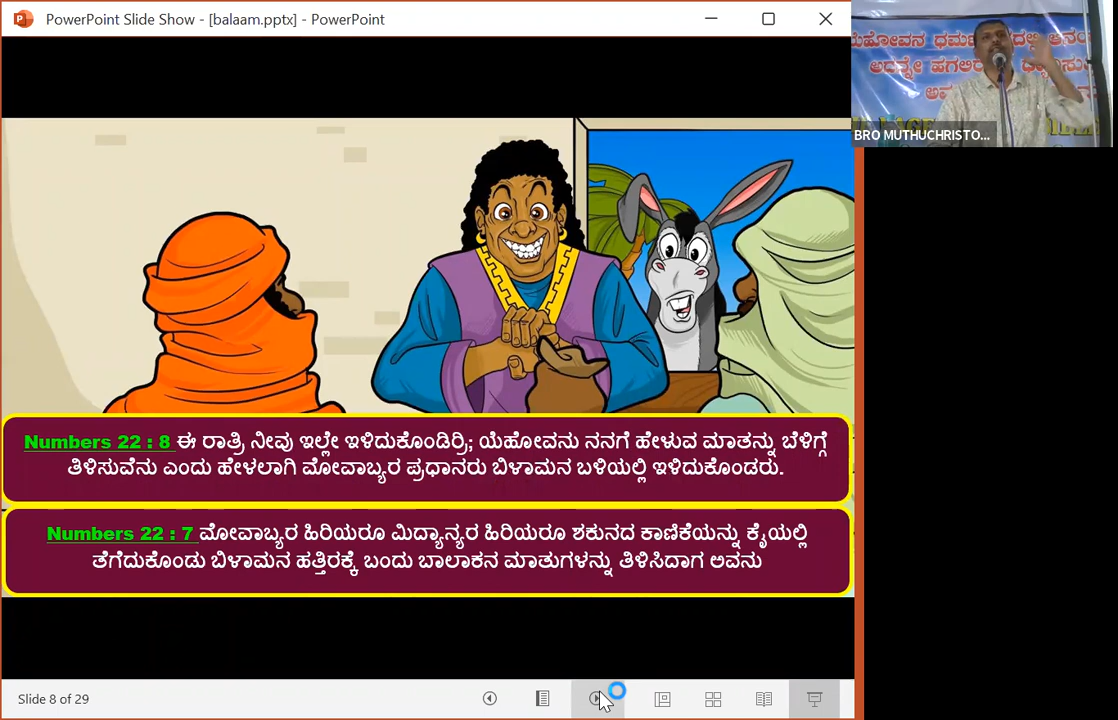 PowerPoint Slide Show - [balaam.pptx] - PowerPoint
BRO MUTHUCHRISTO...
Numbers 22 : 8 ಈ ರಾತ್ರಿ ನೀವು ಇಲ್ಲೇ ಇಳಿದುಕೊಂಡಿರ್ರಿ; ಯೆಹೋವನು ನನಗೆ ಹೇಳುವ ಮಾತನ್ನು ಬೆಳಿಗ್ಗೆ
ತಿಳಿಸುವೆನು ಎಂದು ಹೇಳಲಾಗಿ ಮೋವಾಬ್ಯರ ಪ್ರಧಾನರು ಬಿಳಾಮನ ಬಳಿಯಲ್ಲಿ ಇಳಿದುಕೊಂಡರು.
Numbers 22 : 7 ಮೋವಾಬ್ಯರ ಹಿರಿಯರೂ ಮಿದ್ಯಾನ್ಯರ ಹಿರಿಯರೂ ಶಕುನದ ಕಾಣಿಕೆಯನ್ನು ಕೈಯಲ್ಲಿ
ತೆಗೆದುಕೊಂಡು ಬಿಳಾಮನ ಹತ್ತಿರಕ್ಕೆ ಬಂದು ಬಾಲಾಕನ ಮಾತುಗಳನ್ನು ತಿಳಿಸಿದಾಗ ಅವನು
Slide 8 of 29